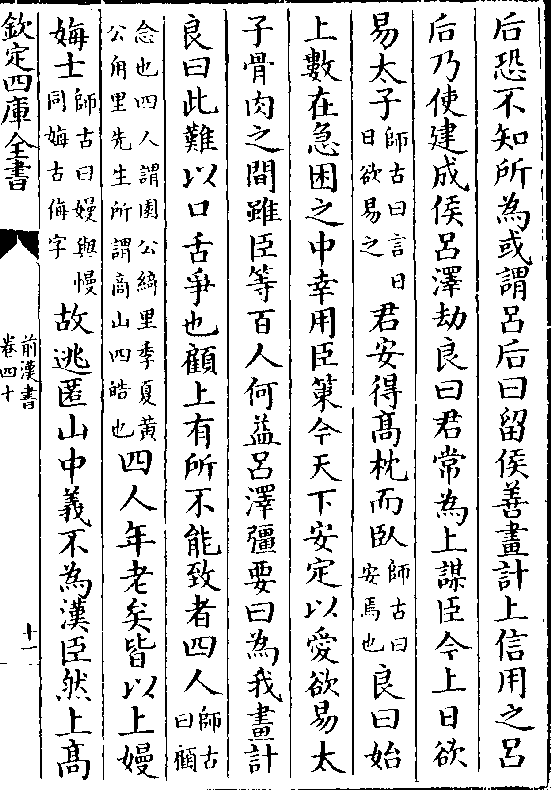 后恐不知所為或謂呂后曰留侯善畫計上信用之呂
后乃使建成侯呂澤劫良曰君常為上謀臣今上日欲
易太子師古曰言日日欲易之君安得髙枕而臥師古曰安焉也良曰始
上數在急困之中幸用臣䇿今天下安定以愛欲易太
子骨肉之間雖臣等百人何益呂澤彊要曰為我畫計
良曰此難以口舌爭也顧上有所不能致者四人師古曰顧
念也四人謂園公綺里季夏黃公甪里先生所謂商山四皓也四人年老矣皆以上嫚
娒士師古曰嫚與慢同娒古侮字故逃匿山中義不為漢臣然上髙
欽定四庫全書
前漢書
卷四十
十一